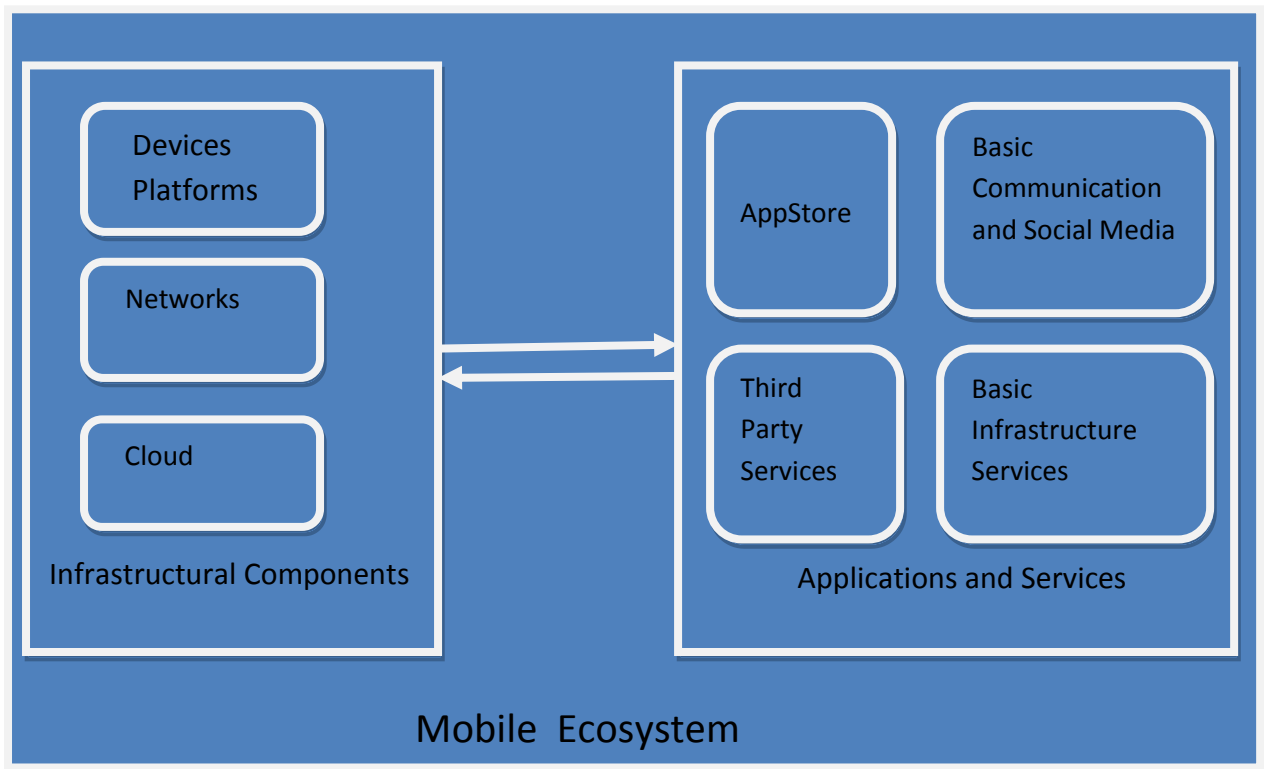 Devices
Platforms
Networks
Cloud
Infrastructural Components
AppStore
Basic
Communication
and Social Media
Third
Party
Services
Basic
Infrastructure
Services
Applications and Services
Mobile Ecosystem